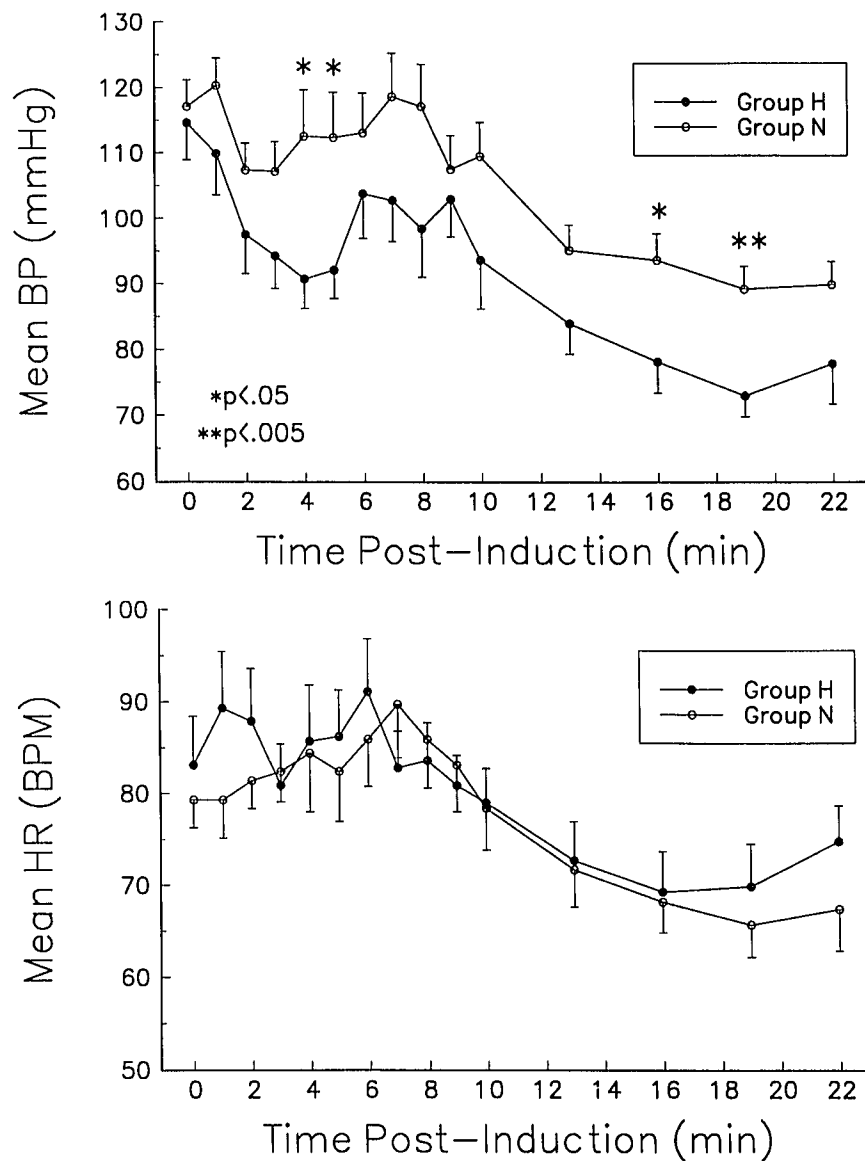 130
120
110
100
90
80
70
60
Mean BP (mmHg)
* *
*
**
Group H
Group N
*p<.05
**p<.005
0 2 4 6 8 10 12 14 16 18 20 22
Time Post-Induction (min)
100
90
80
70
60
50
Mean HR (BPM)
Group H
Group N
0 2 4 6 8 10 12 14 16 18 20 22
Time Post-Induction (min)